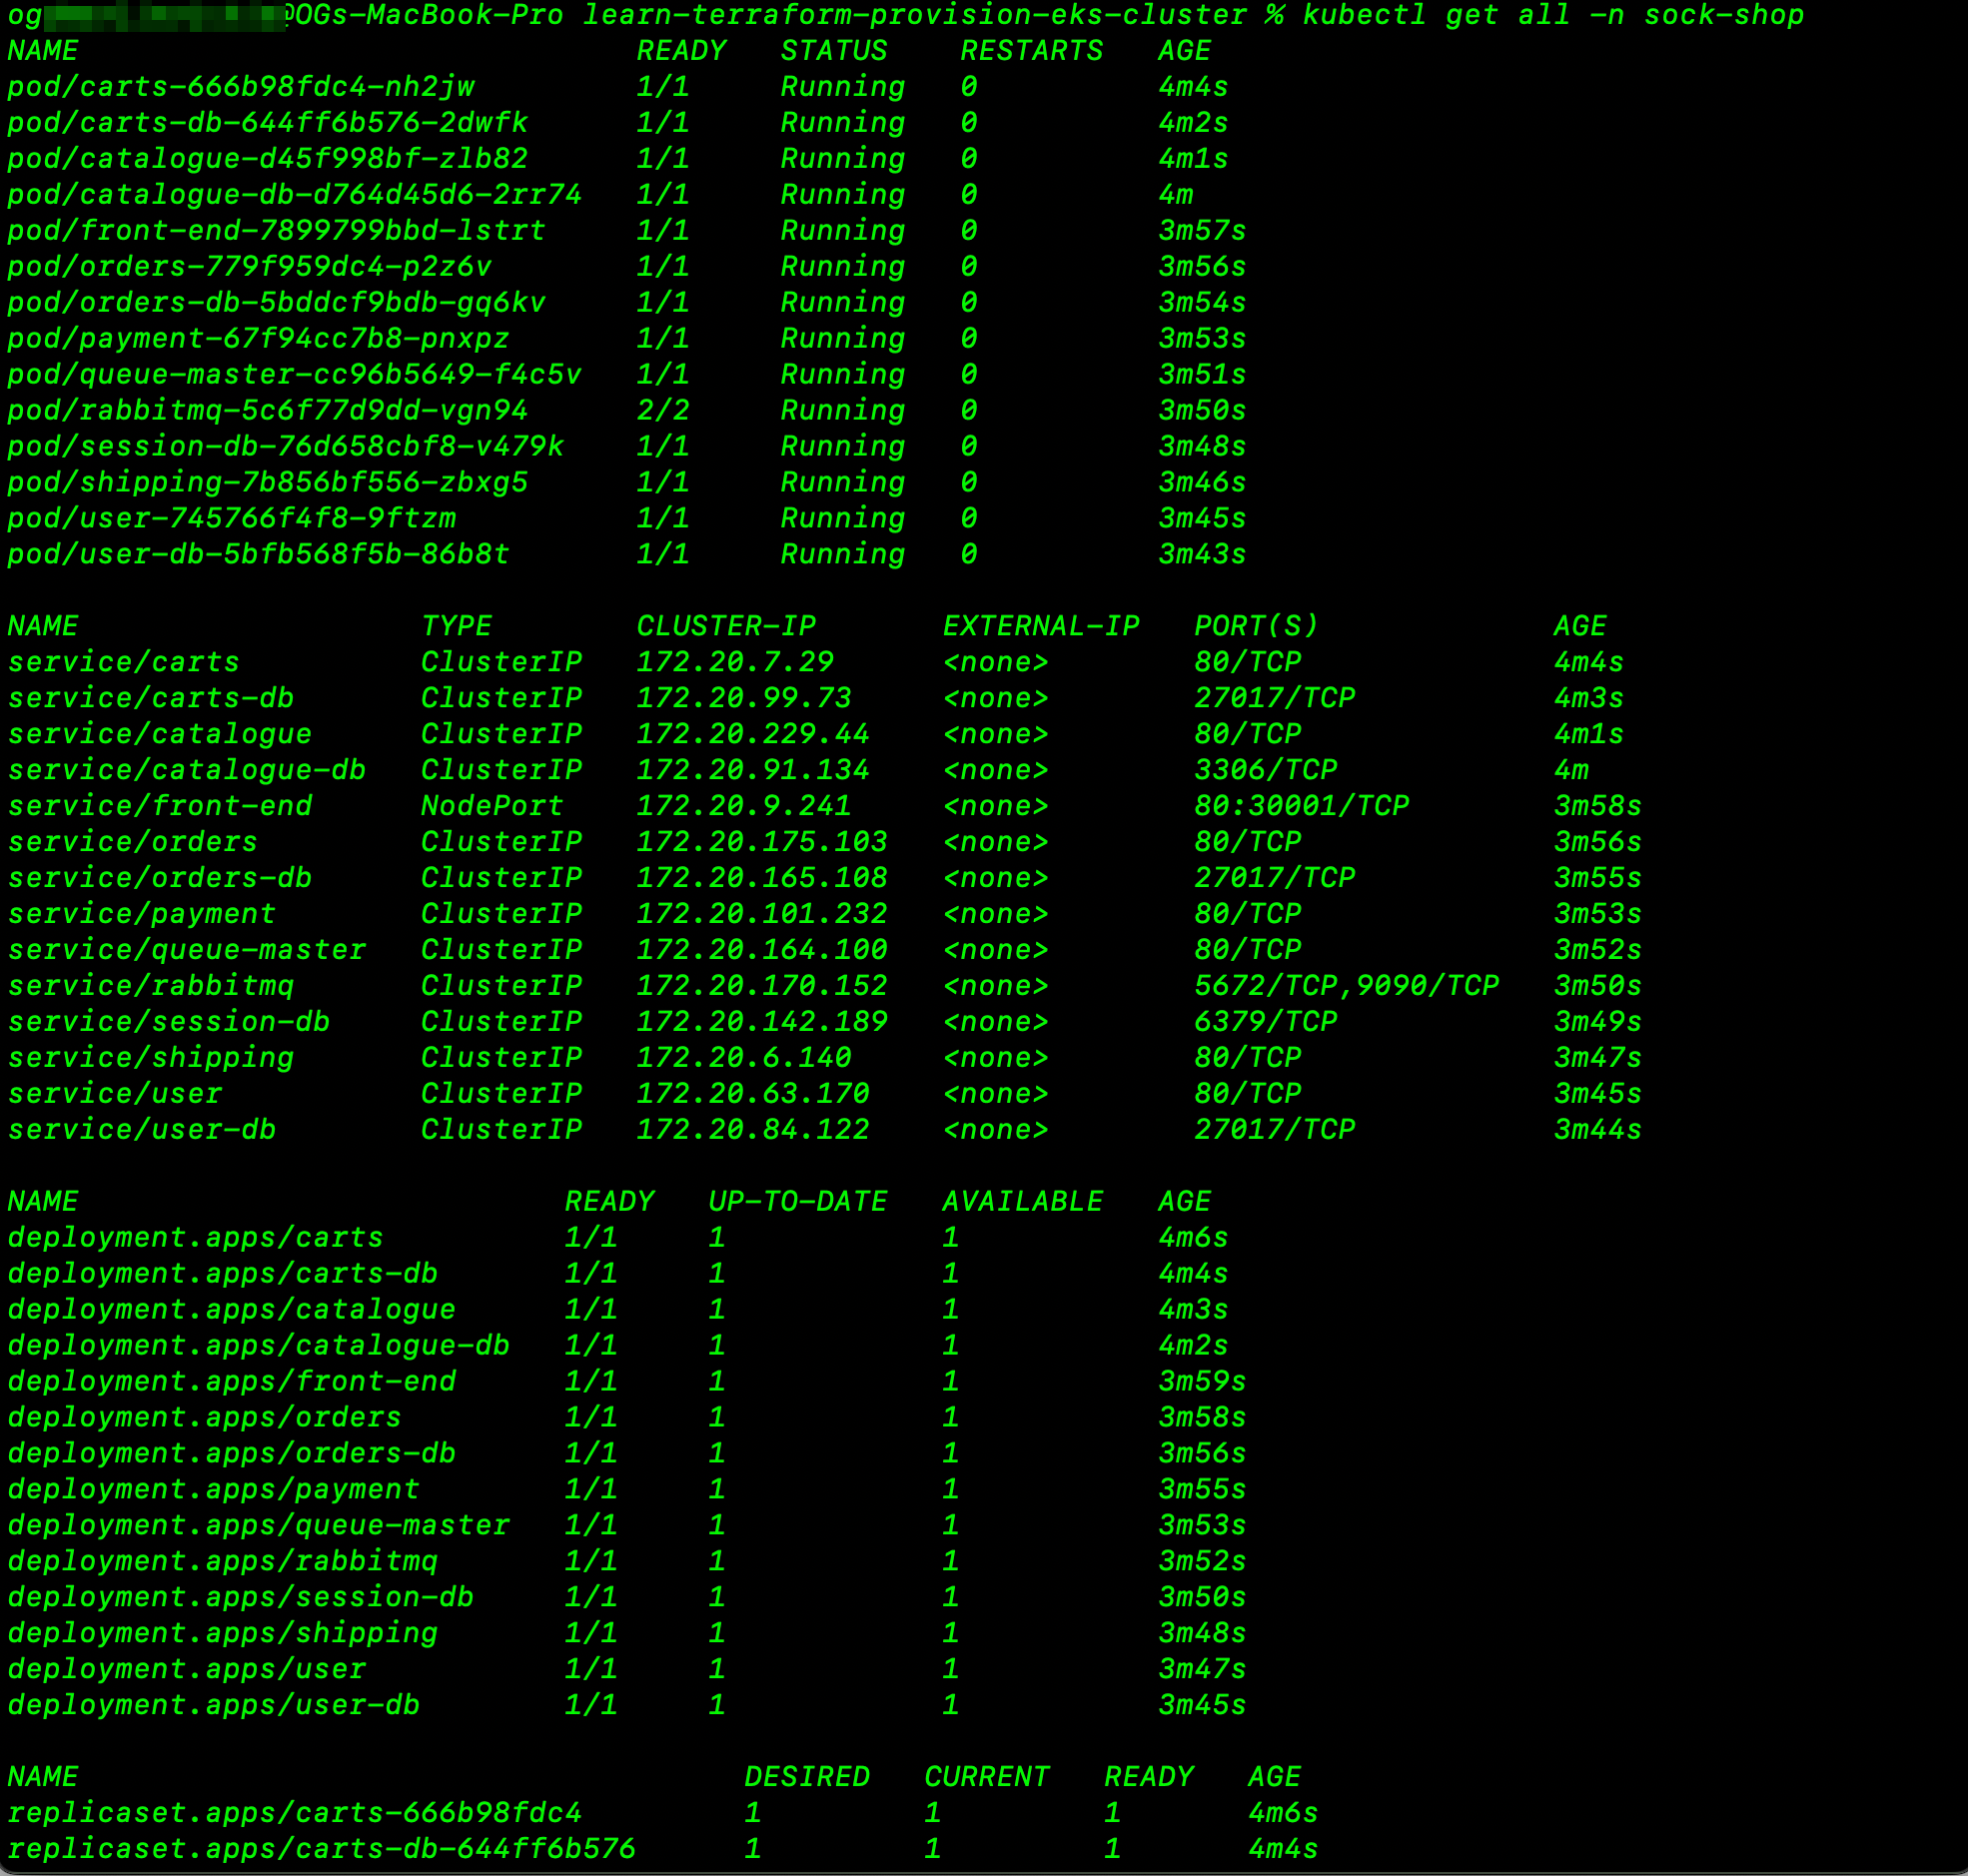 og @OGs-MacBook-Pro learn-terraform-provision-eks-cluster % kubectl get all -n sock-shop
NAME READY STATUS RESTARTS AGE
pod/carts-666b98fdc4-nh2jw 1/1 Running 0 4m4s
pod/carts-db-644ff6b576-2dwfk 1/1 Running 0 4m2s
pod/catalogue-d45f998bf-zlb82 1/1 Running 0 4m1s
pod/catalogue-db-d764d45d6-2rr74 1/1 Running 0 4m
pod/front-end-7899799bbd-lstrt 1/1 Running 0 3m57s
pod/orders-779f959dc4-p2z6v 1/1 Running 0 3m56s
pod/orders-db-5bddcf9bdb-gq6kv 1/1 Running 0 3m54s
pod/payment-67f94cc7b8-pnxpz 1/1 Running 0 3m53s
pod/queue-master-cc96b5649-f4c5v 1/1 Running 0 3m51s
pod/rabbitmq-5c6f77d9dd-vgn94 2/2 Running 0 3m50s
pod/session-db-76d658cbf8-v479k 1/1 Running 0 3m48s
pod/shipping-7b856bf556-zbxg5 1/1 Running 0 3m46s
pod/user-745766f4f8-9ftzm 1/1 Running 0 3m45s
pod/user-db-5bfb568f5b-86b8t 1/1 Running 0 3m43s
NAME TYPE CLUSTER-IP EXTERNAL-IP PORT(S) AGE
service/carts ClusterIP 172.20.7.29 <none> 80/TCP 4m4s
service/carts-db ClusterIP 172.20.99.73 <none> 27017/TCP 4m3s
service/catalogue ClusterIP 172.20.229.44 <none> 80/TCP 4m1s
service/catalogue-db ClusterIP 172.20.91.134 <none> 3306/TCP 4m
service/front-end NodePort 172.20.9.241 <none> 80:30001/TCP 3m58s
service/orders ClusterIP 172.20.175.103 <none> 80/TCP 3m56s
service/orders-db ClusterIP 172.20.165.108 <none> 27017/TCP 3m55s
service/payment ClusterIP 172.20.101.232 <none> 80/TCP 3m53s
service/queue-master ClusterIP 172.20.164.100 <none> 80/TCP 3m52s
service/rabbitmq ClusterIP 172.20.170.152 <none> 5672/TCP,9090/TCP 3m50s
service/session-db ClusterIP 172.20.142.189 <none> 6379/TCP 3m49s
service/shipping ClusterIP 172.20.6.140 <none> 80/TCP 3m47s
service/user ClusterIP 172.20.63.170 <none> 80/TCP 3m45s
service/user-db ClusterIP 172.20.84.122 <none> 27017/TCP 3m44s
NAME READY UP-TO-DATE AVAILABLE AGE
deployment.apps/carts 1/1 1 1 4m6s
deployment.apps/carts-db 1/1 1 1 4m4s
deployment.apps/catalogue 1/1 1 1 4m3s
deployment.apps/catalogue-db 1/1 1 1 4m2s
deployment.apps/front-end 1/1 1 1 3m59s
deployment.apps/orders 1/1 1 1 3m58s
deployment.apps/orders-db 1/1 1 1 3m56s
deployment.apps/payment 1/1 1 1 3m55s
deployment.apps/queue-master 1/1 1 1 3m53s
deployment.apps/rabbitmq 1/1 1 1 3m52s
deployment.apps/session-db 1/1 1 1 3m50s
deployment.apps/shipping 1/1 1 1 3m48s
deployment.apps/user 1/1 1 1 3m47s
deployment.apps/user-db 1/1 1 1 3m45s
NAME DESIRED CURRENT READY AGE
replicaset.apps/carts-666b98fdc4 1 1 1 4m6s
replicaset.apps/carts-db-644ff6b576 1 1 1 4m4s